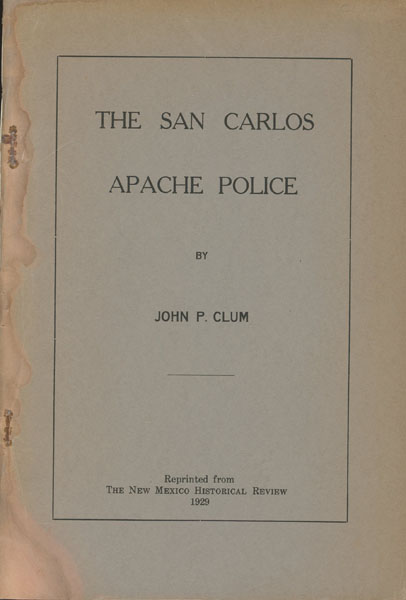 THE SAN CARLOS
APACHE POLICE
BY
JOHN P. CLUM
Reprinted from
THE NEW MEXICO HISTORICAL REVIEW
1929